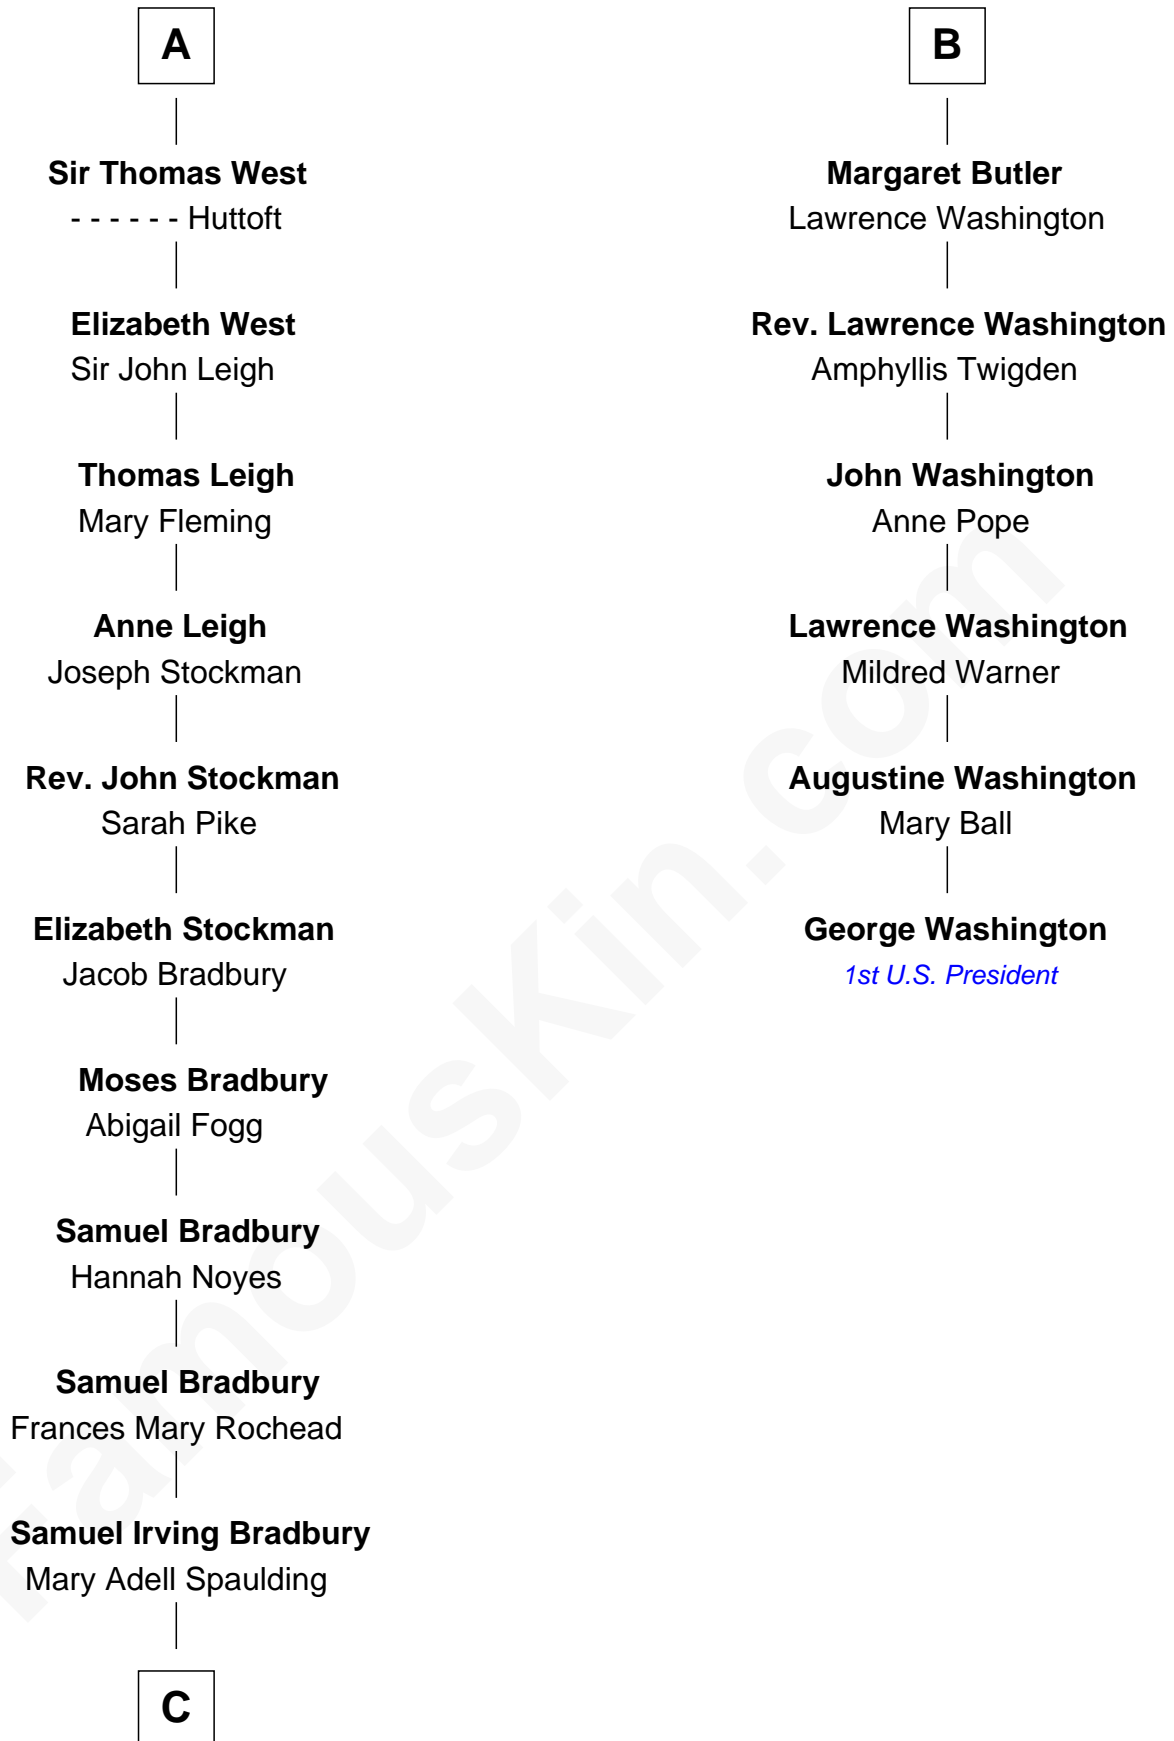 A
Sir Thomas West
- - - - - - Huttoft
Elizabeth West
Sir John Leigh
Thomas Leigh
Mary Fleming
Anne Leigh
Joseph Stockman
Rev. John Stockman
Sarah Pike
Elizabeth Stockman
Jacob Bradbury
Moses Bradbury
Abigail Fogg
Samuel Bradbury
Hannah Noyes
Samuel Bradbury
Frances Mary Rochead
Samuel Irving Bradbury
Mary Adell Spaulding
C
B
Margaret Butler
Lawrence Washington
Rev. Lawrence Washington
Amphyllis Twigden
John Washington
Anne Pope
Lawrence Washington
Mildred Warner
Augustine Washington
Mary Ball
George Washington
1st U.S. President
FamousKin.com